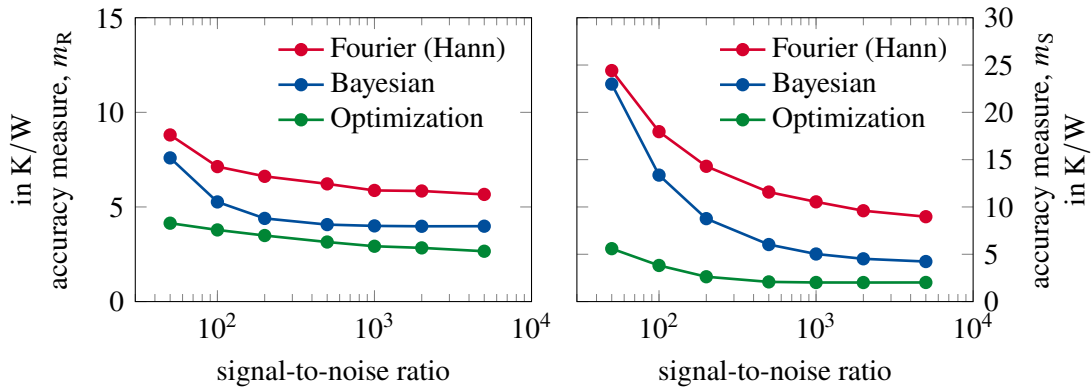 accuracy measure, m_R
in K/W
15
10
5
0
Fourier (Hann)
Bayesian
Optimization
10^2
10^3
10^4
signal-to-noise ratio
Fourier (Hann)
Bayesian
Optimization
10^2
10^3
10^4
signal-to-noise ratio
30
25
20
15
10
5
0
accuracy measure, m_S
in K/W